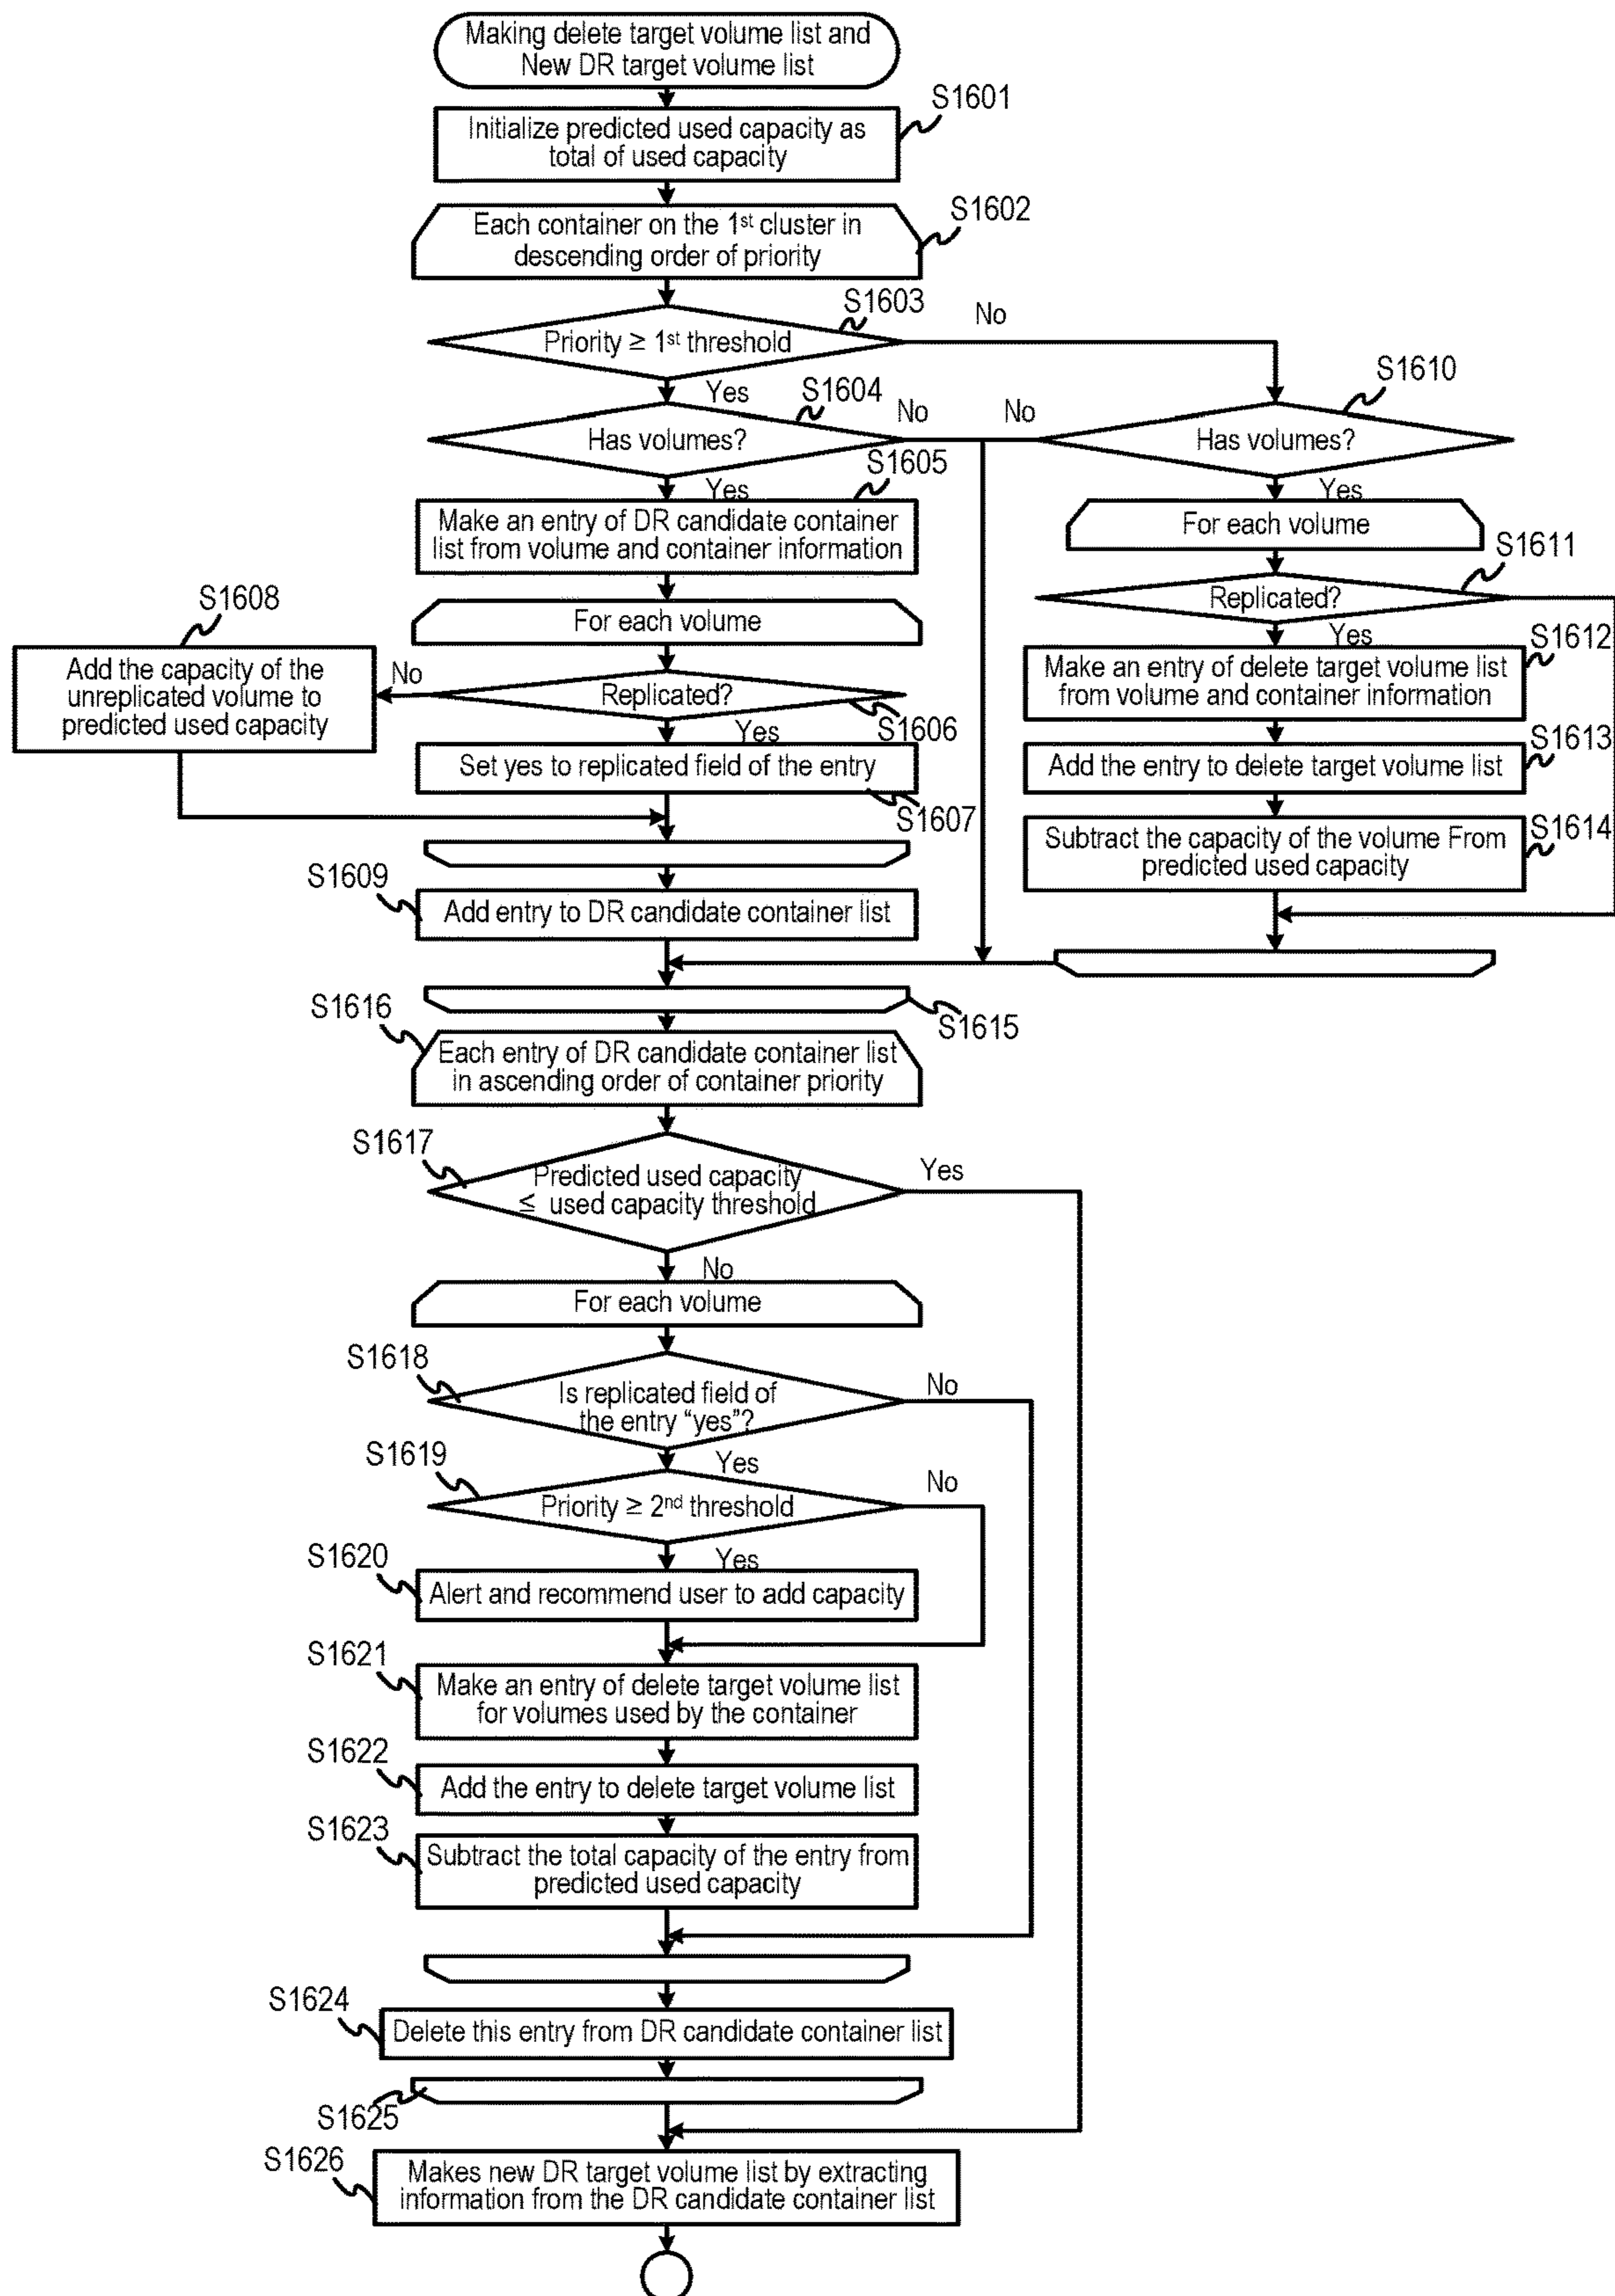 Making delete target volume list and
New DR target volume list
S1601
Initialize predicted used capacity as
total of used capacity
S1602
Each container on the 1st cluster in
descending order of priority
S1603
Priority ≥ 1st threshold
No
Yes
S1604
Has volumes?
No
No
S1610
Has volumes?
Yes
S1605
Make an entry of DR candidate container
list from volume and container information
Yes
For each volume
S1611
Replicated?
Yes
S1612
Make an entry of delete target volume list
from volume and container information
S1613
Add the entry to delete target volume list
S1614
Subtract the capacity of the volume From
predicted used capacity
For each volume
S1608
Add the capacity of the
unreplicated volume to
predicted used capacity
No
Replicated?
S1606
Yes
Set yes to replicated field of the entry
S1607
S1609
Add entry to DR candidate container list
S1615
S1616
Each entry of DR candidate container list
in ascending order of container priority
S1617
Predicted used capacity
≤ used capacity threshold
Yes
No
For each volume
S1618
Is replicated field of
the entry “yes”?
No
Yes
S1619
Priority ≥ 2nd threshold
No
Yes
S1620
Alert and recommend user to add capacity
S1621
Make an entry of delete target volume list
for volumes used by the container
S1622
Add the entry to delete target volume list
S1623
Subtract the total capacity of the entry from
predicted used capacity
S1624
Delete this entry from DR candidate container list
S1625
S1626
Makes new DR target volume list by extracting
information from the DR candidate container list